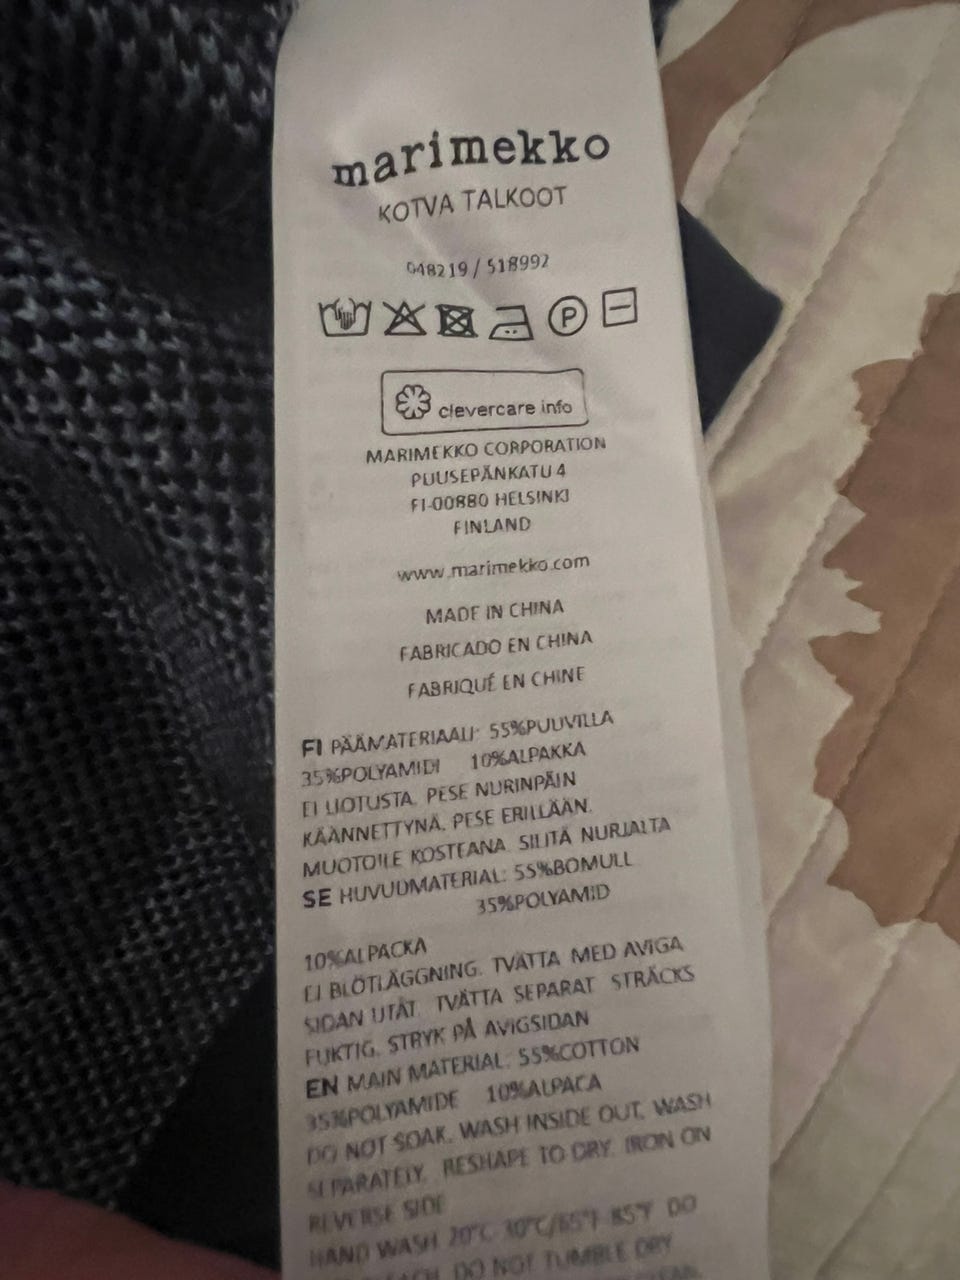 marimekko
KOTVA TALKOOT
048219 / 518992
P
clevercare info
MARIMEKKO CORPORATION
PUUSEPÄNKATU 4
FI-00880 HELSINKI
FINLAND
www.marimekko.com
MADE IN CHINA
FABRICADO EN CHINA
FABRIQUÉ EN CHINE
FI PÄÄMATERIAALI: 55%PUUVILLA
35%POLYAMIDI 10%ALPAKKA
EI LIOTUSTA. PESE NURINPÄIN
KÄÄNNETTYNÄ. PESE ERILLÄÄN.
MUOTOILE KOSTEANA. SILITÄ NURJALTA
SE HUVUDMATERIAL: 55%BOMULL
35%POLYAMID
10%ALPACKA
EJ BLÖTLÄGGNING. TVÄTTA MED AVIGA
SIDAN UTÅT. TVÄTTA SEPARAT STRÄCKS
FUKTIG. STRYK PÅ AVIGSIDAN
EN MAIN MATERIAL: 55%COTTON
35%POLYAMIDE 10%ALPACA
DO NOT SOAK. WASH INSIDE OUT. WASH
SEPARATELY. RESHAPE TO DRY. IRON ON
REVERSE SIDE
HAND WASH 20°C 30°C/65°F 85°F DO
DO NOT TUMBLE DRY